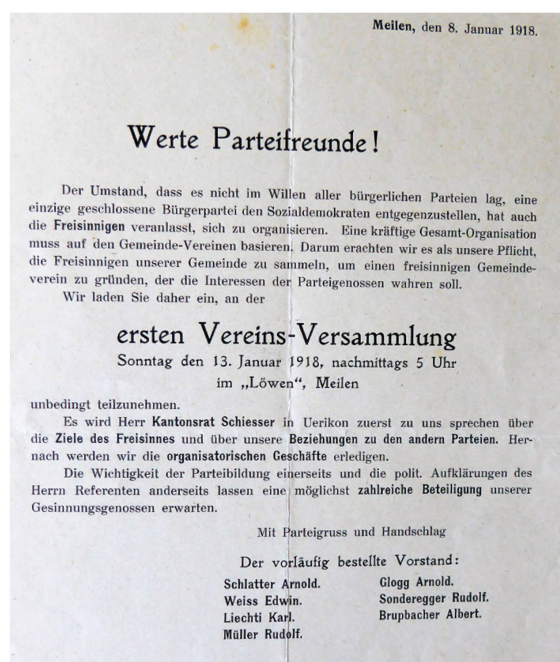 Meilen, den 8. Januar 1918.
Werte Parteifreunde!
Der Umstand, dass es nicht im Willen aller bürgerlichen Parteien lag, eine
einzige geschlossene Bürgerpartei den Sozialdemokraten entgegenzustellen, hat auch
die Freisinnigen veranlasst, sich zu organisieren. Eine kräftige Gesamt-Organisation
muss auf den Gemeinde-Vereinen basieren. Darum erachten wir es als unsere Pflicht,
die Freisinnigen unserer Gemeinde zu sammeln, um einen freisinnigen Gemeinde-
verein zu gründen, der die Interessen der Parteigenossen wahren soll.
Wir laden Sie daher ein, an der
ersten Vereins-Versammlung
Sonntag den 13. Januar 1918, nachmittags 5 Uhr
im „Löwen“, Meilen
unbedingt teilzunehmen.
Es wird Herr Kantonsrat Schiesser in Uerikon zuerst zu uns sprechen über
die Ziele des Freisinnes und über unsere Beziehungen zu den andern Parteien. Her-
nach werden wir die organisatorischen Geschäfte erledigen.
Die Wichtigkeit der Parteibildung einerseits und die polit. Aufklärungen des
Herrn Referenten anderseits lassen eine möglichst zahlreiche Beteiligung unserer
Gesinnungsgenossen erwarten.
Mit Parteigruss und Handschlag
Der vorläufig bestellte Vorstand:
Schlatter Arnold.
Weiss Edwin.
Liechti Karl.
Müller Rudolf.
Glogg Arnold.
Sonderegger Rudolf.
Brupbacher Albert.